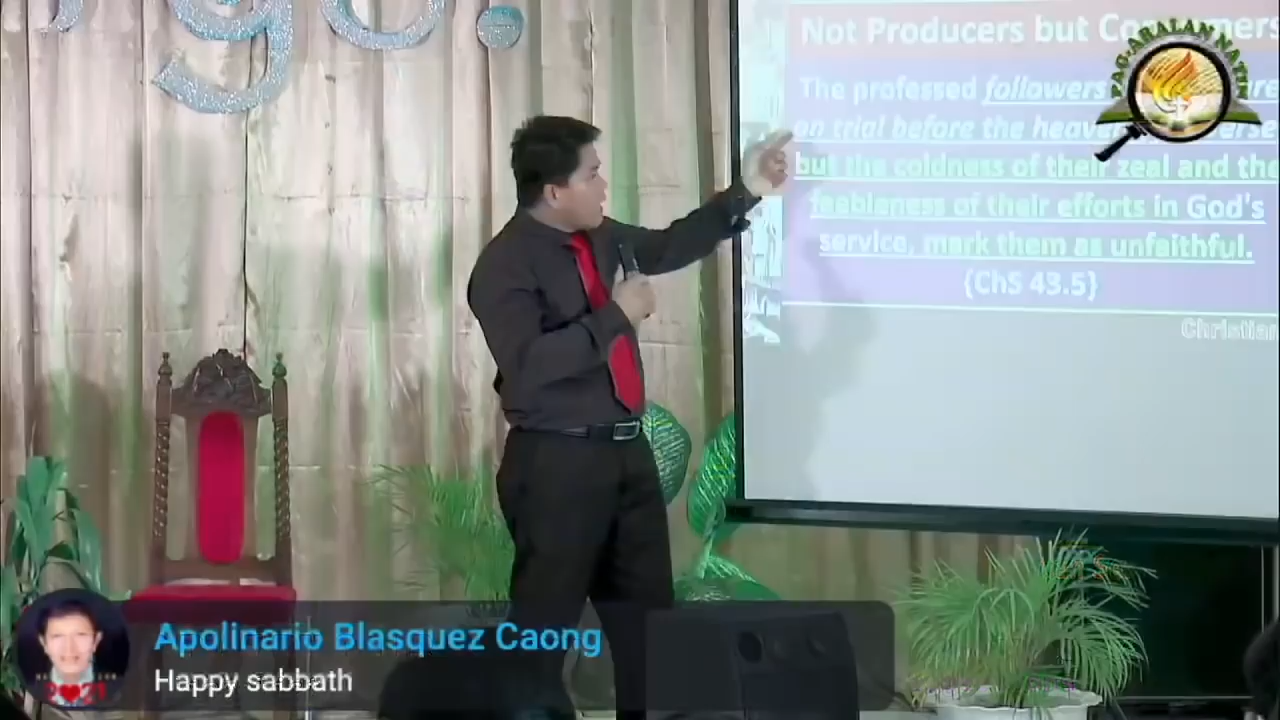 Not Producers but
The professed followers
on trial before the
but the coldness of their zeal and the
feebleness of their efforts in God's
service, mark them as unfaithful.
{ChS 43.5}
Christian
PAG-ARALAN NATIN
Apolinario Blasquez Caong
Happy sabbath
2021